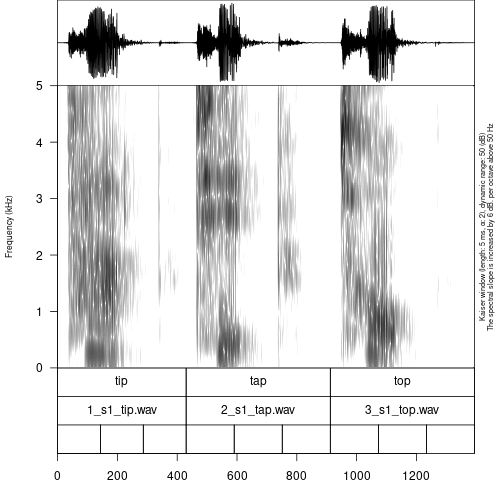 5
4
3
2
1
0
Frequency (kHz)
Kaiser window (length: 5 ms, α: 2), dynamic range: 50 (dB)
The spectral slope is increased by 6 dB per octave above 50 Hz
tip tap top
1_s1_tip.wav 2_s1_tap.wav 3_s1_top.wav
0 200 400 600 800 1000 1200